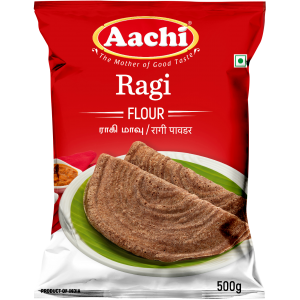 Aachi
The Mother of Good Taste
Ragi
FLOUR
ராகி மாவு / रागी पावडर
PRODUCT OF INDIA
500g